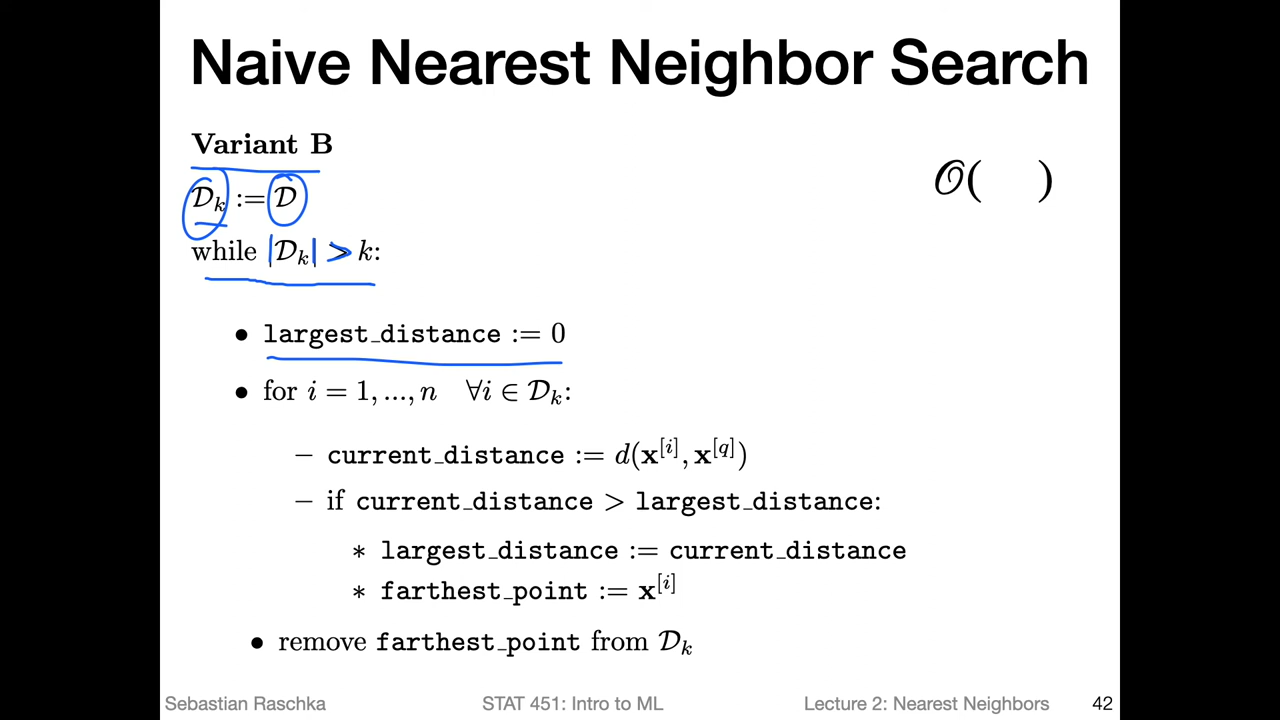 Naive Nearest Neighbor Search
Variant B
𝒟ₖ := 𝒟
𝒪( )
while |𝒟ₖ| > k:
• largest_distance := 0
• for i = 1, ..., n ∀i ∈ 𝒟ₖ:
– current_distance := d(x^[i], x^[q])
– if current_distance > largest_distance:
* largest_distance := current_distance
* farthest_point := x^[i]
• remove farthest_point from 𝒟ₖ
Sebastian Raschka STAT 451: Intro to ML Lecture 2: Nearest Neighbors 42